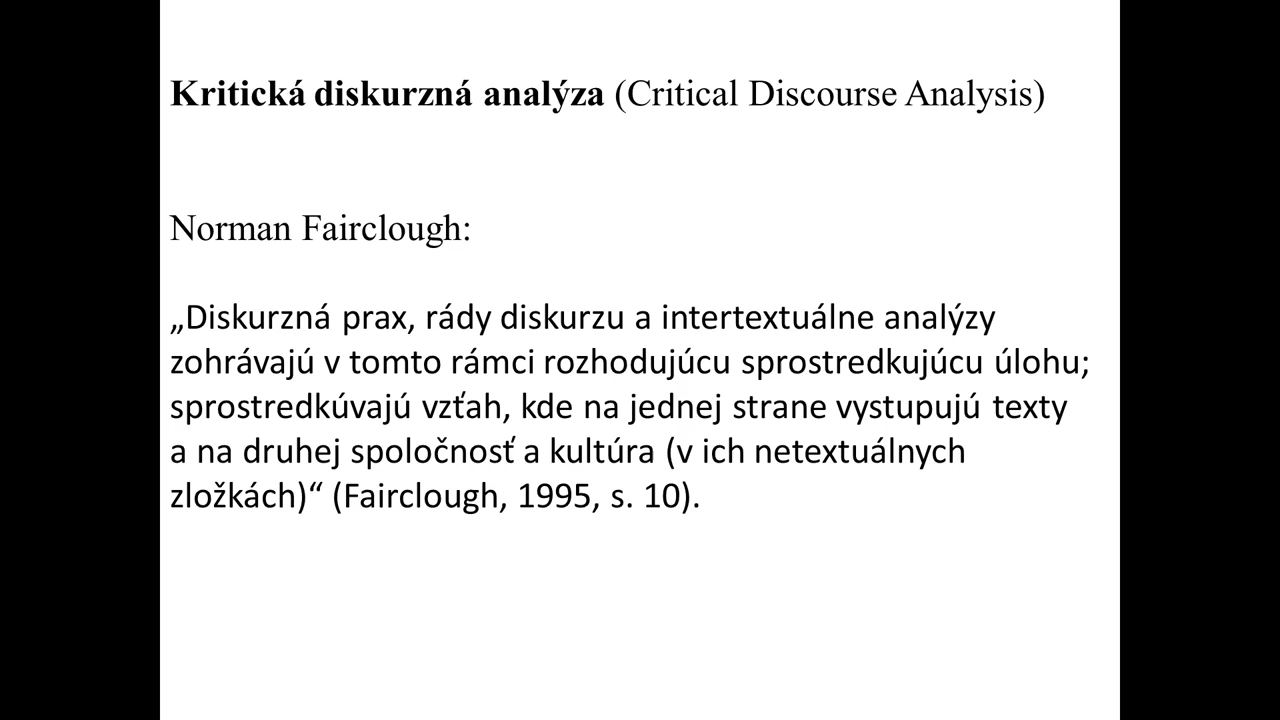 Kritická diskurzná analýza (Critical Discourse Analysis)
Norman Fairclough:
„Diskurzná prax, rády diskurzu a intertextuálne analýzy
zohrávajú v tomto rámci rozhodujúcu sprostredkujúcu úlohu;
sprostredkúvajú vzťah, kde na jednej strane vystupujú texty
a na druhej spoločnosť a kultúra (v ich netextuálnych
zložkách)“ (Fairclough, 1995, s. 10).